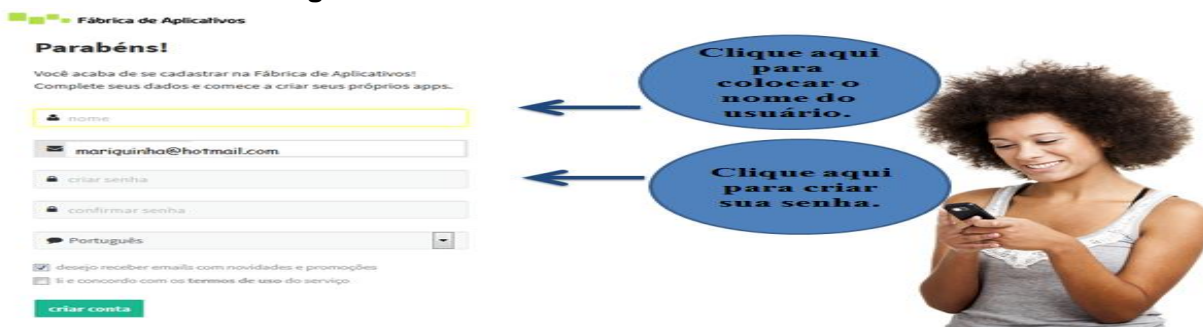 Fábrica de Aplicativos
Parabéns!
Você acaba de se cadastrar na Fábrica de Aplicativos!
Complete seus dados e comece a criar seus próprios apps.
nome
mariquinha@hotmail.com
criar senha
confirmar senha
Português
desejo receber emails com novidades e promoções
li e concordo com os termos de uso do serviço
criar conta
Clique aqui
para
colocar o
nome do
usuário.
Clique aqui
para criar
sua senha.